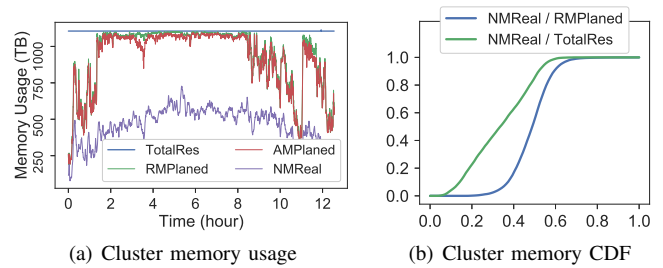 Memory Usage (TB)
1000
750
500
250
TotalRes
RMPlaned
AMPlaned
NMReal
0
2
4
6
8
10
12
Time (hour)
(a) Cluster memory usage
NMReal / RMPlaned
NMReal / TotalRes
1.0
0.8
0.6
0.4
0.2
0.0
0.0
0.2
0.4
0.6
0.8
1.0
(b) Cluster memory CDF